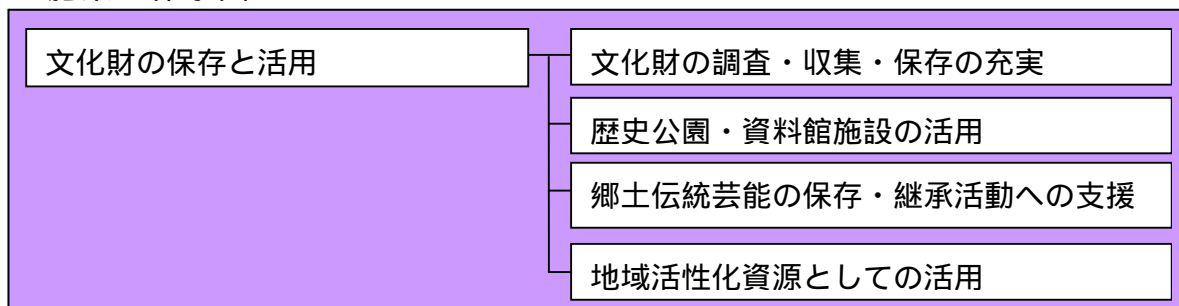 文化財の保存と活用
文化財の調査・収集・保存の充実
歴史公園・資料館施設の活用
郷土伝統芸能の保存・継承活動への支援
地域活性化資源としての活用